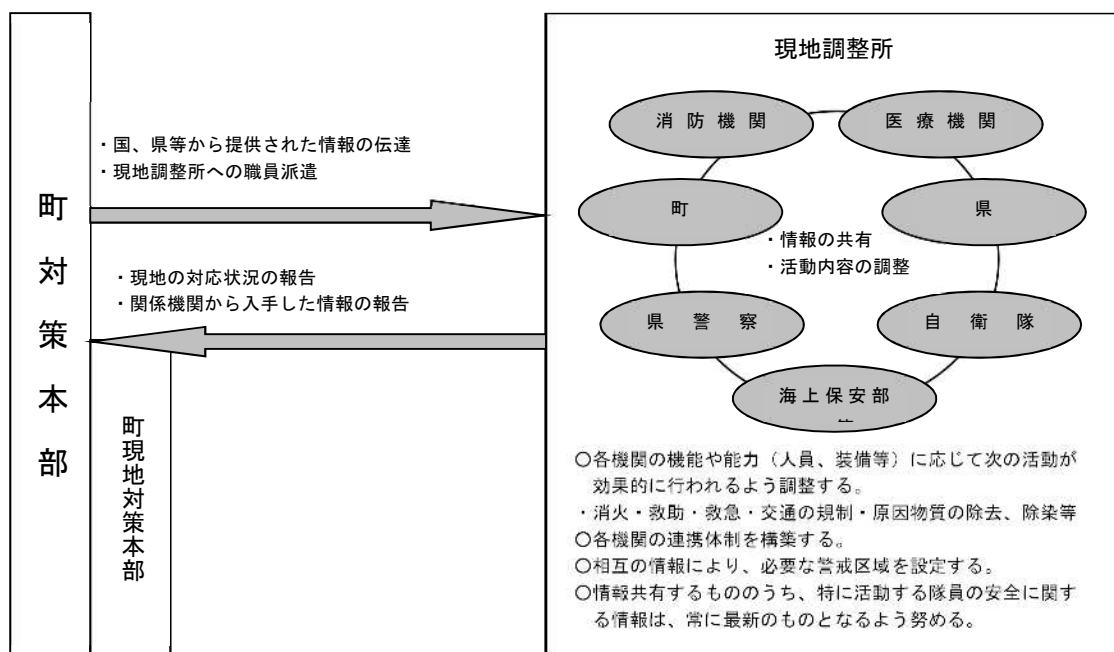 町対策本部
・国、県等から提供された情報の伝達
・現地調整所への職員派遣
・現地の対応状況の報告
・関係機関から入手した情報の報告
町現地対策本部
現地調整所
消防機関
医療機関
町
県
・情報の共有
・活動内容の調整
県警察
自衛隊
海上保安部
○各機関の機能や能力（人員、装備等）に応じて次の活動が
効果的に行われるよう調整する。
・消火・救助・救急・交通の規制・原因物質の除去、除染等
○各機関の連携体制を構築する。
○相互の情報により、必要な警戒区域を設定する。
○情報共有するもののうち、特に活動する隊員の安全に関す
る情報は、常に最新のものとなるよう努める。